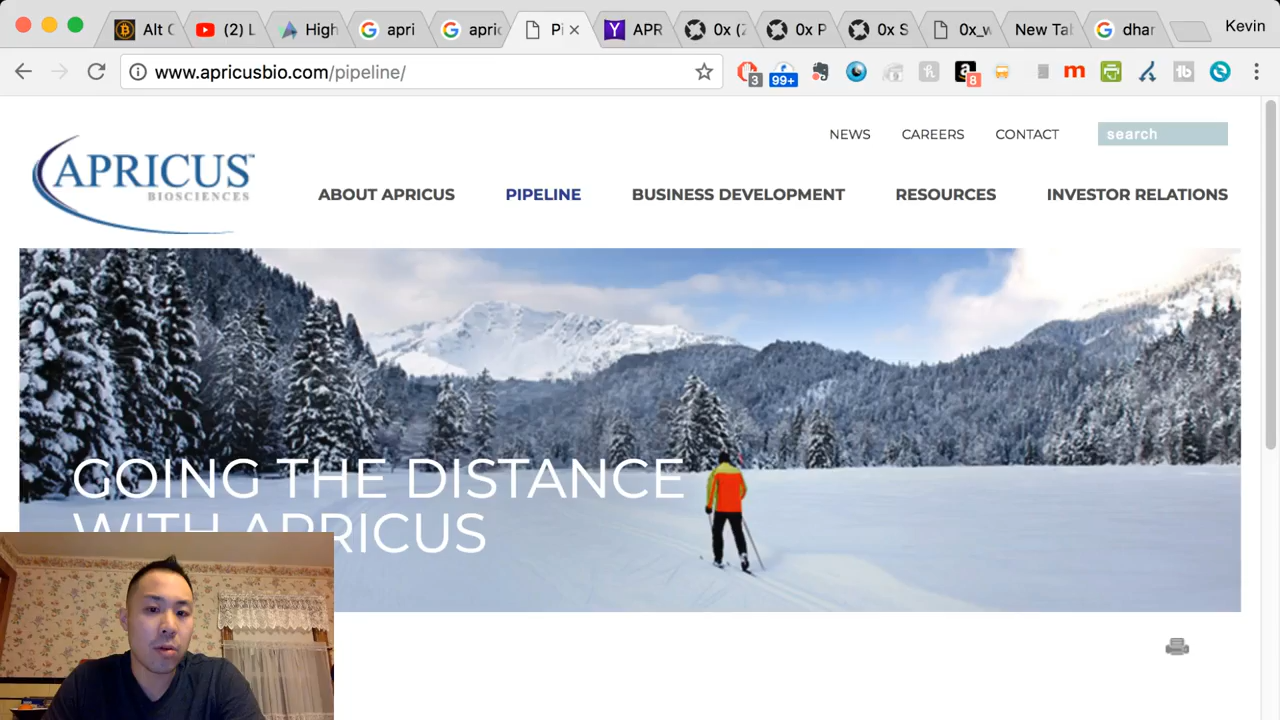 Alt C
(2) L
High
apri
apric
Pi
APR
0x (Z
0x P
0x S
0x_w
New Tab
dhar
Kevin
www.apricusbio.com/pipeline/
3
99+
8
NEWS CAREERS CONTACT search
APRICUS™
BIOSCIENCES
ABOUT APRICUS PIPELINE BUSINESS DEVELOPMENT RESOURCES INVESTOR RELATIONS
GOING THE DISTANCE
WITH APRICUS